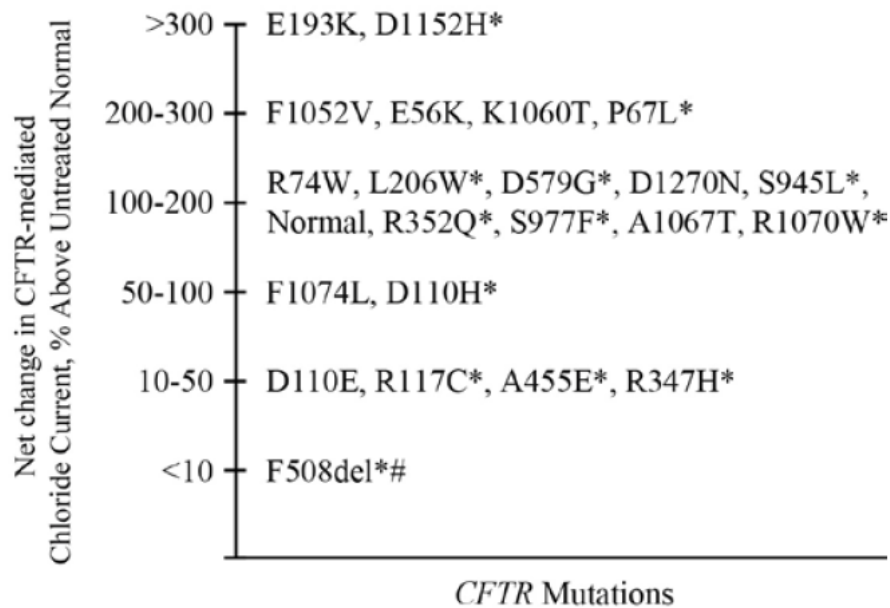 Net change in CFTR-mediated
Chloride Current, % Above Untreated Normal
>300 E193K, D1152H*
200-300 F1052V, E56K, K1060T, P67L*
R74W, L206W*, D579G*, D1270N, S945L*,
100-200
Normal, R352Q*, S977F*, A1067T, R1070W*
50-100 F1074L, D110H*
10-50 D110E, R117C*, A455E*, R347H*
<10 F508del*#
CFTR Mutations